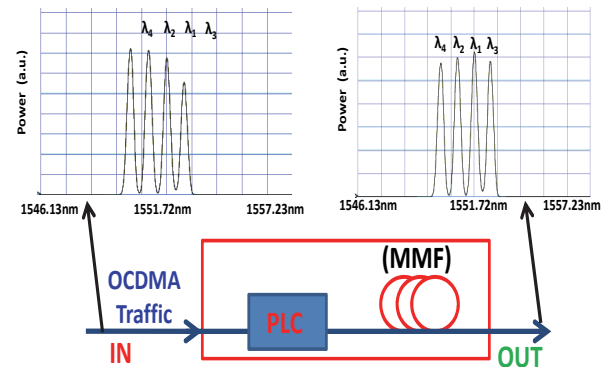 λ4 λ2 λ1 λ3
Power (a.u.)
1546.13nm 1551.72nm 1557.23nm
λ4 λ2 λ1 λ3
Power (a.u.)
1546.13nm 1551.72nm 1557.23nm
OCDMA
Traffic
IN
PLC
(MMF)
OUT